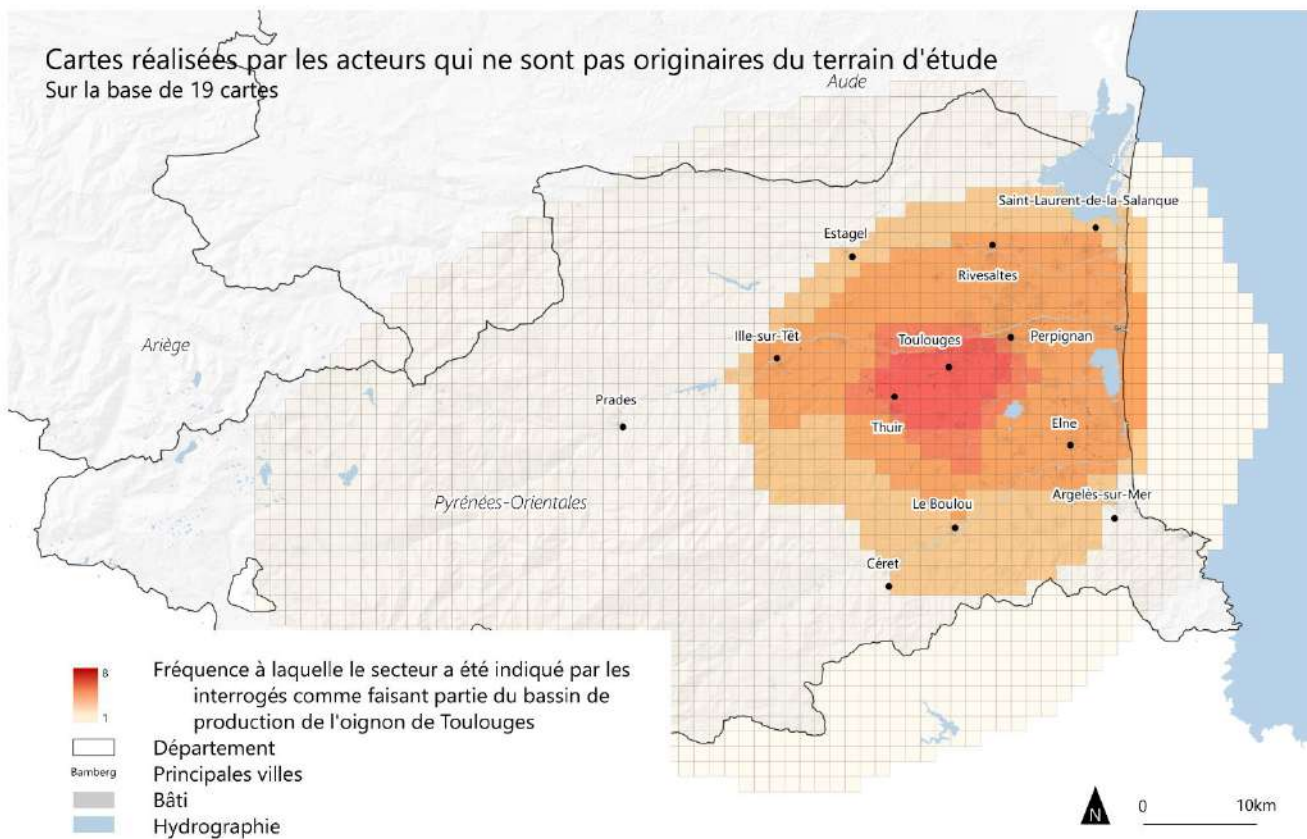 Cartes réalisées par les acteurs qui ne sont pas originaires du terrain d'étude
Sur la base de 19 cartes
Aude
Saint-Laurent-de-la-Salanque
Estagel
Rivesaltes
Ariège
Ille-sur-Têt
Toulouges
Perpignan
Prades
Thuir
Elne
Pyrénées-Orientales
Le Boulou
Argelès-sur-Mer
Céret
8
1
Fréquence à laquelle le secteur a été indiqué par les
interrogés comme faisant partie du bassin de
production de l'oignon de Toulouges
Département
Bamberg
Principales villes
Bâti
Hydrographie
N
0
10km